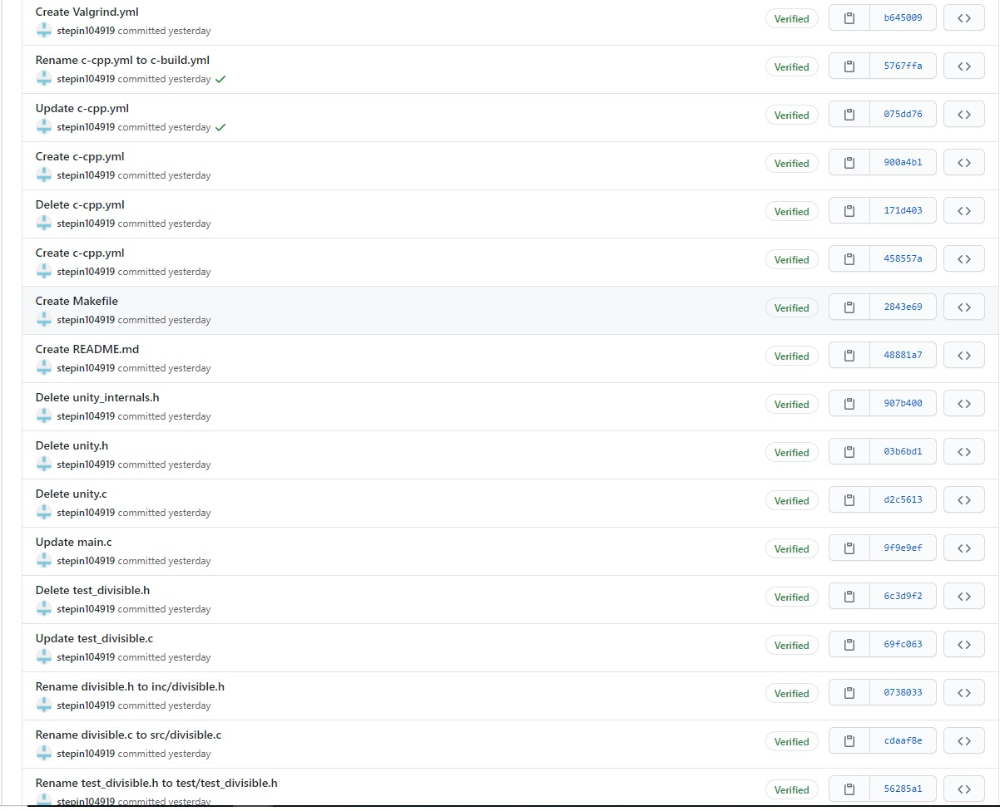 Create Valgrind.yml
Verified b645009
stepin104919 committed yesterday
Rename c-cpp.yml to c-build.yml
Verified 5767ffa
stepin104919 committed yesterday
Update c-cpp.yml
Verified 075dd76
stepin104919 committed yesterday
Create c-cpp.yml
Verified 900a4b1
stepin104919 committed yesterday
Delete c-cpp.yml
Verified 171d403
stepin104919 committed yesterday
Create c-cpp.yml
Verified 458557a
stepin104919 committed yesterday
Create Makefile
Verified 2843e69
stepin104919 committed yesterday
Create README.md
Verified 48881a7
stepin104919 committed yesterday
Delete unity_internals.h
Verified 907b400
stepin104919 committed yesterday
Delete unity.h
Verified 03b6bd1
stepin104919 committed yesterday
Delete unity.c
Verified d2c5613
stepin104919 committed yesterday
Update main.c
Verified 9f9e9ef
stepin104919 committed yesterday
Delete test_divisible.h
Verified 6c3d9f2
stepin104919 committed yesterday
Update test_divisible.c
Verified 69fc063
stepin104919 committed yesterday
Rename divisible.h to inc/divisible.h
Verified 0738033
stepin104919 committed yesterday
Rename divisible.c to src/divisible.c
Verified cdaaf8e
stepin104919 committed yesterday
Rename test_divisible.h to test/test_divisible.h
Verified 56285a1
stepin104919 committed yesterday